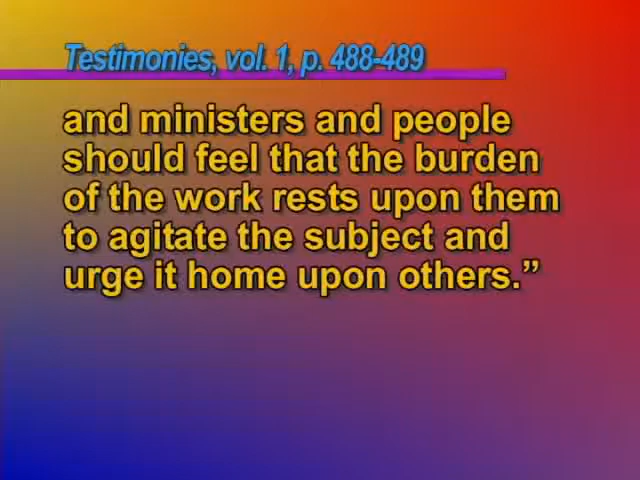 Testimonies, vol. 1, p. 488-489
and ministers and people
should feel that the burden
of the work rests upon them
to agitate the subject and
urge it home upon others.”